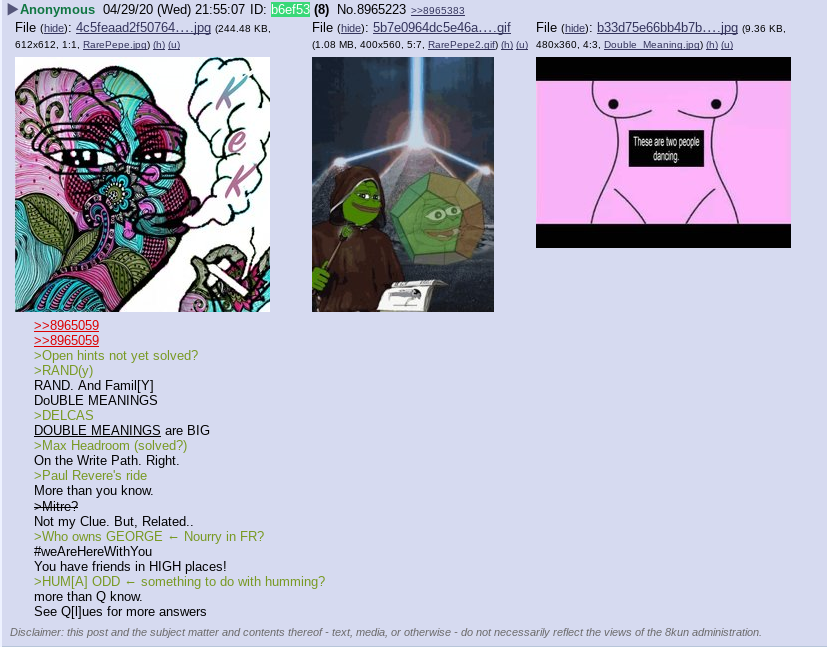 ▶Anonymous 04/29/20 (Wed) 21:55:07 ID: b6ef53 (8) No.8965223 >>8965383
File (hide): 4c5feaad2f50764….jpg (244.48 KB, 612x612, 1:1, RarePepe.jpg) (h) (u)
File (hide): 5b7e0964dc5e46a….gif (1.08 MB, 400x560, 5:7, RarePepe2.gif) (h) (u)
File (hide): b33d75e66bb4b7b….jpg (9.36 KB, 480x360, 4:3, Double_Meaning.jpg) (h) (u)
KeK
These are two people
dancing.
>>8965059
>>8965059
>Open hints not yet solved?
>RAND(y)
RAND. And Famil[Y]
DoUBLE MEANINGS
>DELCAS
DOUBLE MEANINGS are BIG
>Max Headroom (solved?)
On the Write Path. Right.
>Paul Revere's ride
More than you know.
>Mitre?
Not my Clue. But, Related..
>Who owns GEORGE ← Nourry in FR?
#weAreHereWithYou
You have friends in HIGH places!
>HUM[A] ODD ← something to do with humming?
more than Q know.
See Q[l]ues for more answers
Disclaimer: this post and the subject matter and contents thereof - text, media, or otherwise - do not necessarily reflect the views of the 8kun administration.